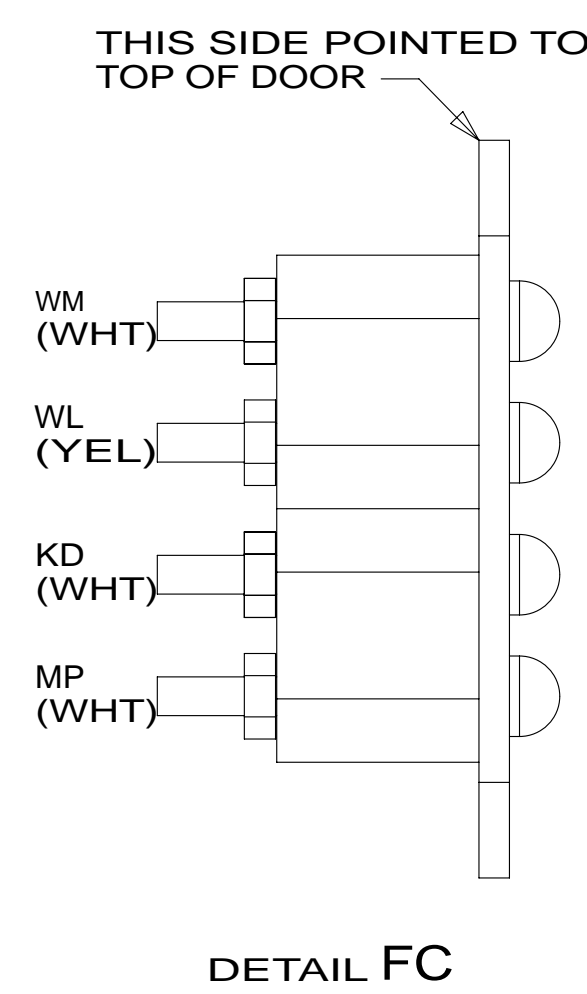 THIS SIDE POINTED TO
TOP OF DOOR
WM
(WHT)
WL
(YEL)
KD
(WHT)
MP
(WHT)
DETAIL FC